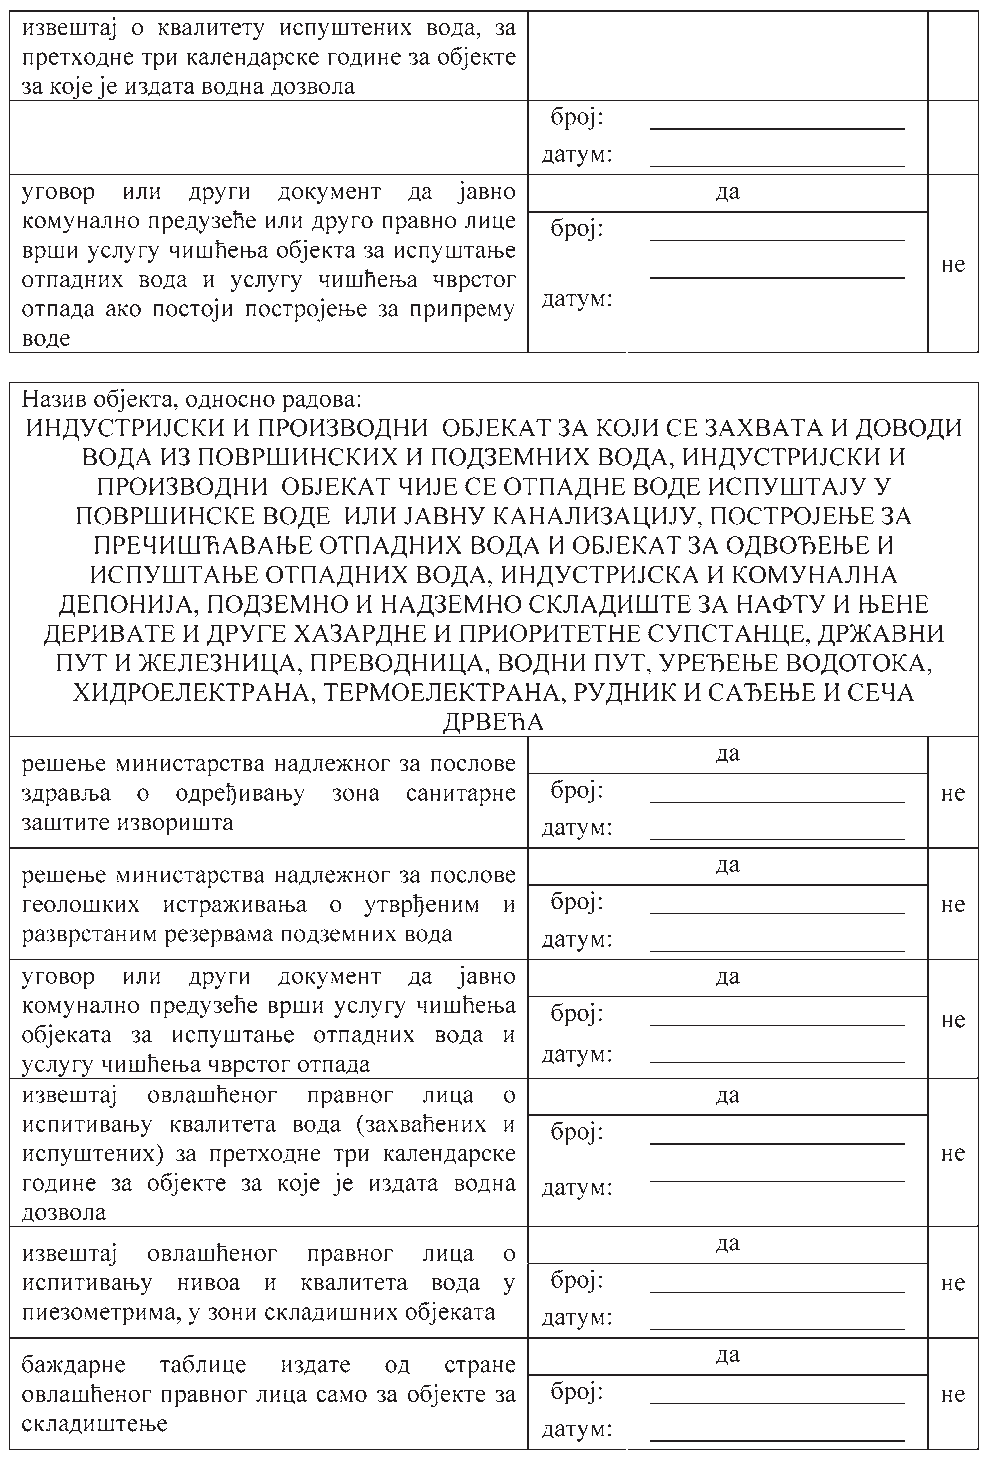 извештај о квалитету испуштених вода, за
претходне три календарске године за објекте
за које је издата водна дозвола
број:
датум:
уговор или други документ да јавно
комунално предузеће или друго правно лице
врши услугу чишћења објекта за испуштање
отпадних вода и услугу чишћења чврстог
отпада ако постоји постројење за припрему
воде
да
број:
датум:
не
Назив објекта, односно радова:
ИНДУСТРИЈСКИ И ПРОИЗВОДНИ ОБЈЕКАТ ЗА КОЈИ СЕ ЗАХВАТА И ДОВОДИ
ВОДА ИЗ ПОВРШИНСКИХ И ПОДЗЕМНИХ ВОДА, ИНДУСТРИЈСКИ И
ПРОИЗВОДНИ ОБЈЕКАТ ЧИЈЕ СЕ ОТПАДНЕ ВОДЕ ИСПУШТАЈУ У
ПОВРШИНСКЕ ВОДЕ ИЛИ ЈАВНУ КАНАЛИЗАЦИЈУ, ПОСТРОЈЕЊЕ ЗА
ПРЕЧИШЋАВАЊЕ ОТПАДНИХ ВОДА И ОБЈЕКАТ ЗА ОДВОЂЕЊЕ И
ИСПУШТАЊЕ ОТПАДНИХ ВОДА, ИНДУСТРИЈСКА И КОМУНАЛНА
ДЕПОНИЈА, ПОДЗЕМНО И НАДЗЕМНО СКЛАДИШТЕ ЗА НАФТУ И ЊЕНЕ
ДЕРИВАТЕ И ДРУГЕ ХАЗАРДНЕ И ПРИОРИТЕТНЕ СУПСТАНЦЕ, ДРЖАВНИ
ПУТ И ЖЕЛЕЗНИЦА, ПРЕВОДНИЦА, ВОДНИ ПУТ, УРЕЂЕЊЕ ВОДОТОКА,
ХИДРОЕЛЕКТРАНА, ТЕРМОЕЛЕКТРАНА, РУДНИК И САЂЕЊЕ И СЕЧА
ДРВЕЋА
решење министарства надлежног за послове
здравља о одређивању зона санитарне
заштите изворишта
да
број:
датум:
не
решење министарства надлежног за послове
геолошких истраживања о утврђеним и
разврстаним резервама подземних вода
да
број:
датум:
не
уговор или други документ да јавно
комунално предузеће врши услугу чишћења
објеката за испуштање отпадних вода и
услугу чишћења чврстог отпада
да
број:
датум:
не
извештај овлашћеног правног лица о
испитивању квалитета вода (захваћених и
испуштених) за претходне три календарске
године за објекте за које је издата водна
дозвола
да
број:
датум:
не
извештај овлашћеног правног лица о
испитивању нивоа и квалитета вода у
пиезометрима, у зони складишних објеката
да
број:
датум:
не
баждарне таблице издате од стране
овлашћеног правног лица само за објекте за
складиштење
да
број:
датум:
не